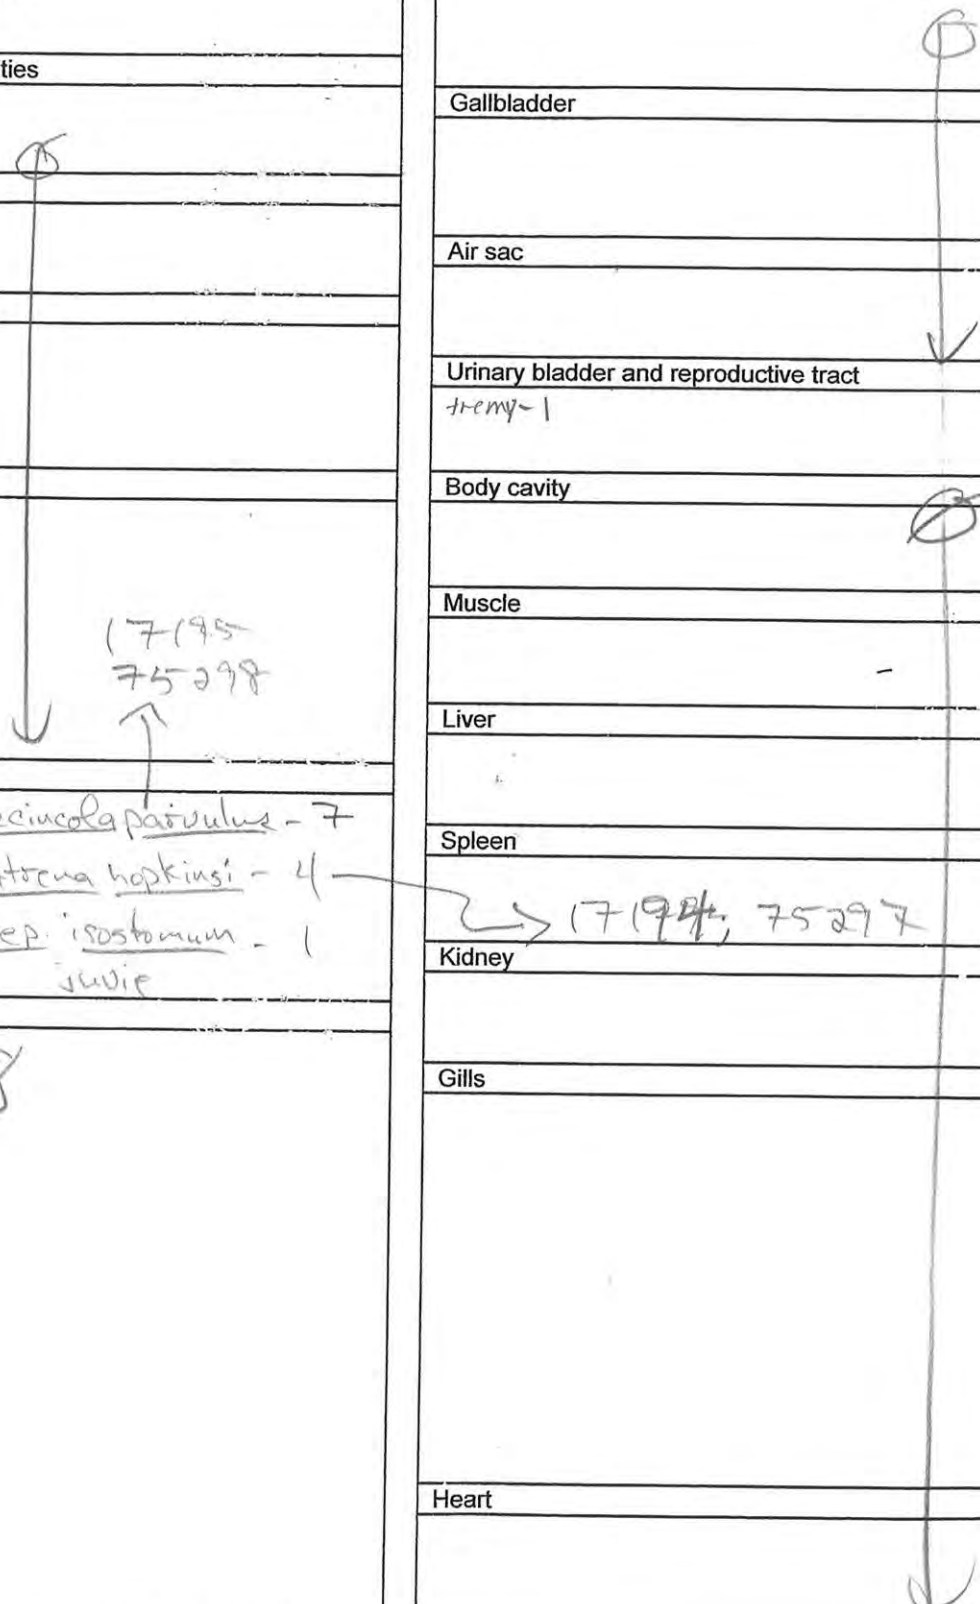 ties
17195
75298
cincola parvulus - 7
trema hopkinsi - 4
ep. isostomum - 1
juvie
Gallbladder
Air sac
Urinary bladder and reproductive tract
tremy - 1
Body cavity
Muscle
Liver
Spleen
17194; 75297
Kidney
Gills
Heart